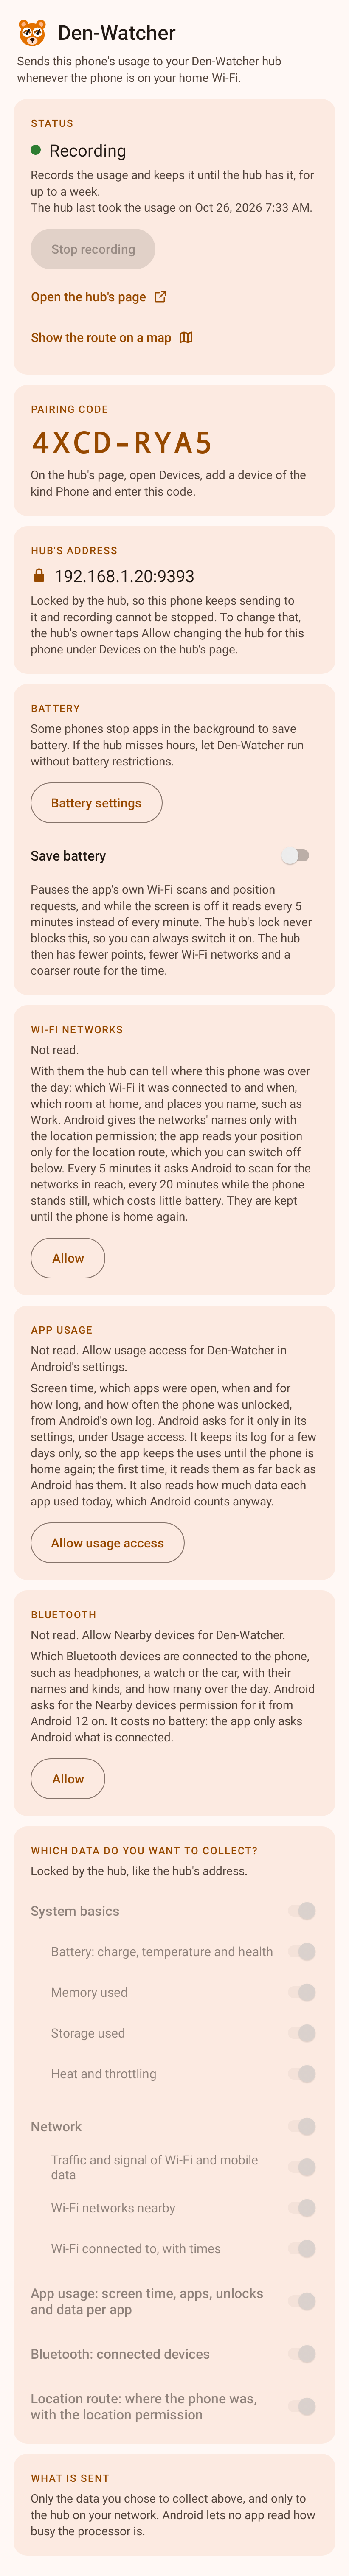 Den-Watcher
Sends this phone's usage to your Den-Watcher hub
whenever the phone is on your home Wi-Fi.
STATUS
Recording
Records the usage and keeps it until the hub has it, for
up to a week.
The hub last took the usage on Oct 26, 2026 7:33 AM.
Stop recording
Open the hub's page
Show the route on a map
PAIRING CODE
4XCD-RYA5
On the hub's page, open Devices, add a device of the
kind Phone and enter this code.
HUB'S ADDRESS
192.168.1.20:9393
Locked by the hub, so this phone keeps sending to
it and recording cannot be stopped. To change that,
the hub's owner taps Allow changing the hub for this
phone under Devices on the hub's page.
BATTERY
Some phones stop apps in the background to save
battery. If the hub misses hours, let Den-Watcher run
without battery restrictions.
Battery settings
Save battery
Pauses the app's own Wi-Fi scans and position
requests, and while the screen is off it reads every 5
minutes instead of every minute. The hub's lock never
blocks this, so you can always switch it on. The hub
then has fewer points, fewer Wi-Fi networks and a
coarser route for the time.
WI-FI NETWORKS
Not read.
With them the hub can tell where this phone was over
the day: which Wi-Fi it was connected to and when,
which room at home, and places you name, such as
Work. Android gives the networks' names only with
the location permission; the app reads your position
only for the location route, which you can switch off
below. Every 5 minutes it asks Android to scan for the
networks in reach, every 20 minutes while the phone
stands still, which costs little battery. They are kept
until the phone is home again.
Allow
APP USAGE
Not read. Allow usage access for Den-Watcher in
Android's settings.
Screen time, which apps were open, when and for
how long, and how often the phone was unlocked,
from Android's own log. Android asks for it only in its
settings, under Usage access. It keeps its log for a few
days only, so the app keeps the uses until the phone is
home again; the first time, it reads them as far back as
Android has them. It also reads how much data each
app used today, which Android counts anyway.
Allow usage access
BLUETOOTH
Not read. Allow Nearby devices for Den-Watcher.
Which Bluetooth devices are connected to the phone,
such as headphones, a watch or the car, with their
names and kinds, and how many over the day. Android
asks for the Nearby devices permission for it from
Android 12 on. It costs no battery: the app only asks
Android what is connected.
Allow
WHICH DATA DO YOU WANT TO COLLECT?
Locked by the hub, like the hub's address.
System basics
Battery: charge, temperature and health
Memory used
Storage used
Heat and throttling
Network
Traffic and signal of Wi-Fi and mobile
data
Wi-Fi networks nearby
Wi-Fi connected to, with times
App usage: screen time, apps, unlocks
and data per app
Bluetooth: connected devices
Location route: where the phone was,
with the location permission
WHAT IS SENT
Only the data you chose to collect above, and only to
the hub on your network. Android lets no app read how
busy the processor is.